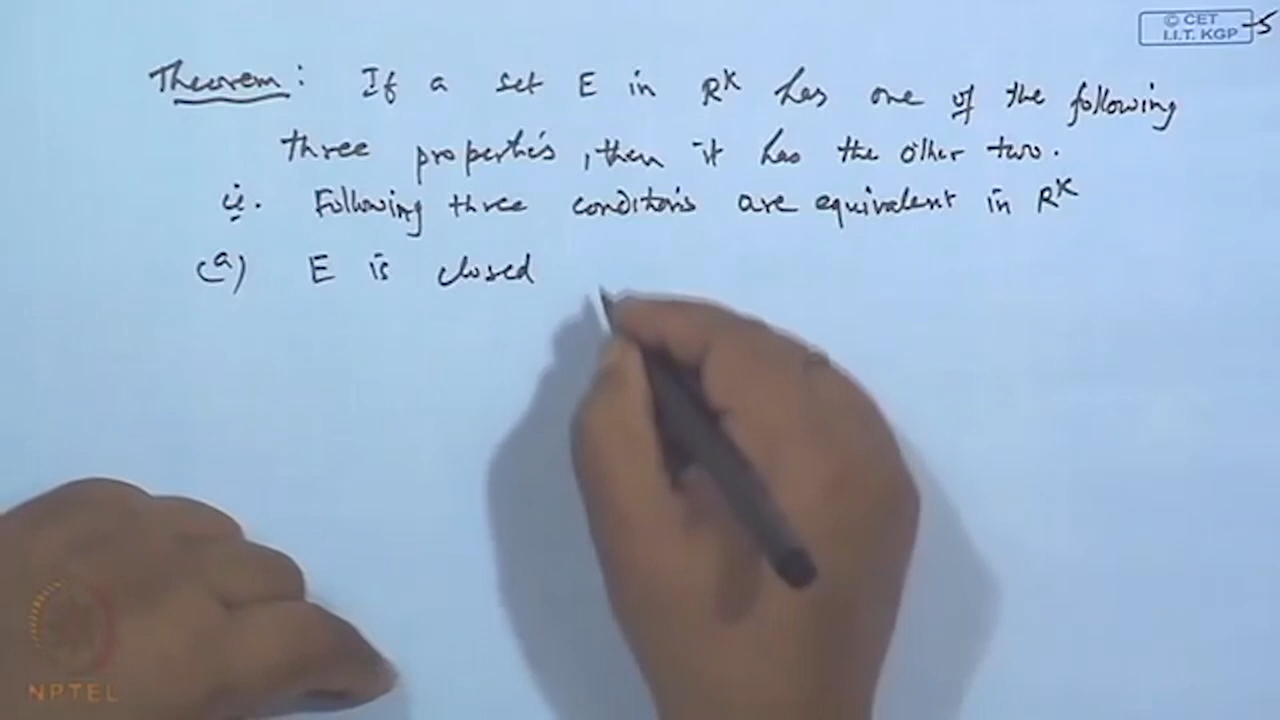 © CET
I.I.T. KGP
5
Theorem: If a set E in R^K has one of the following
three properties, then it has the other two.
i.e. Following three conditions are equivalent in R^K
(a) E is closed
NPTEL